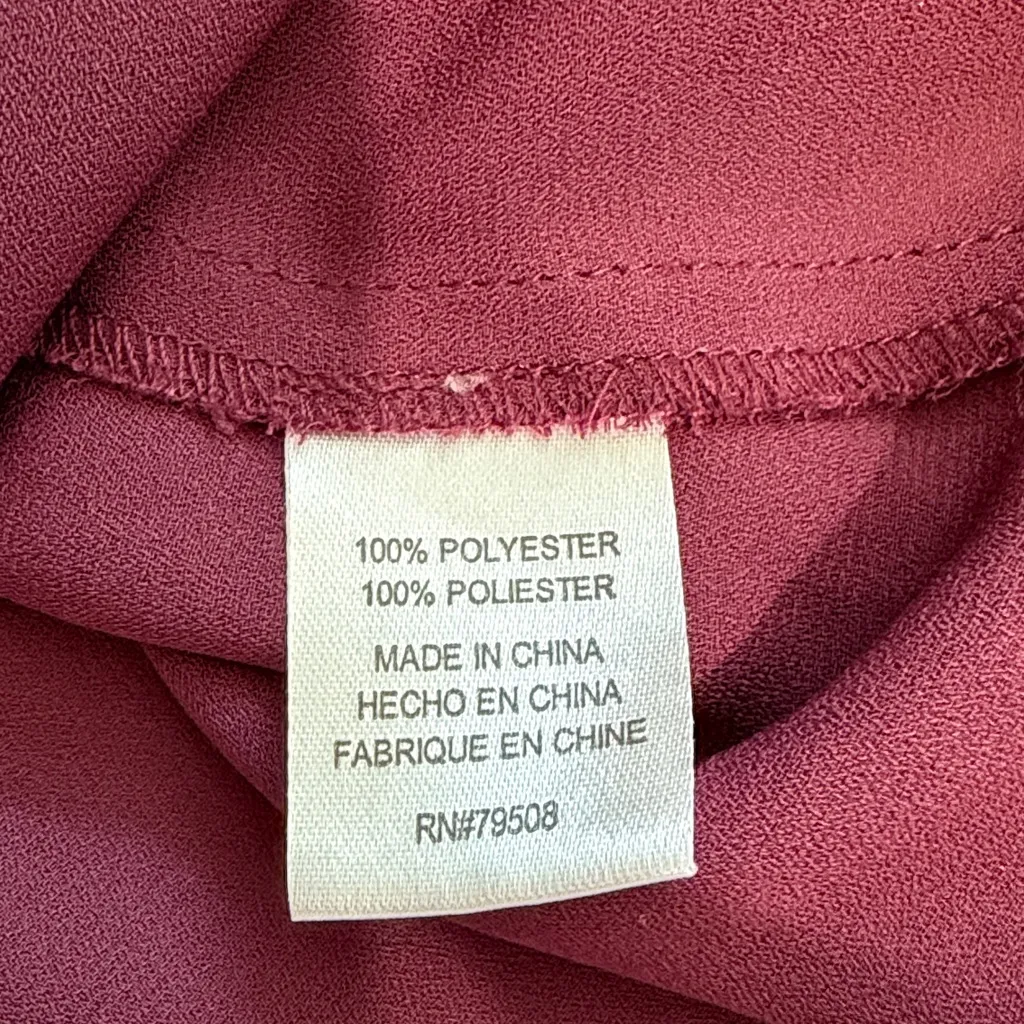 100% POLYESTER
100% POLIESTER
MADE IN CHINA
HECHO EN CHINA
FABRIQUE EN CHINE
RN#79508